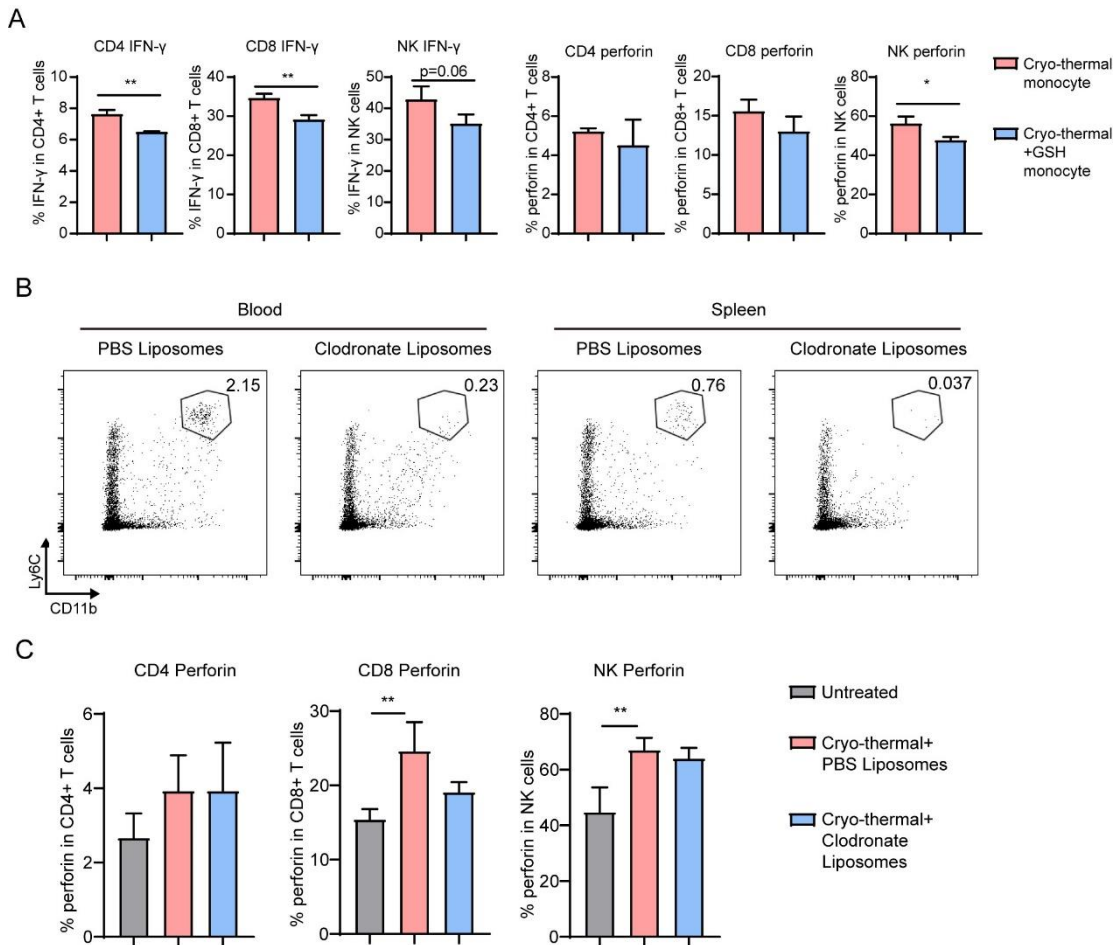 A
CD4 IFN-γ
CD8 IFN-γ
NK IFN-γ
CD4 perforin
CD8 perforin
NK perforin
**
**
p=0.06
*
% IFN-γ in CD4+ T cells
10
8
6
4
2
0
% IFN-γ in CD8+ T cells
40
30
20
10
0
% IFN-γ in NK cells
50
40
30
20
10
0
% perforin in CD4+ T cells
8
6
4
2
0
% perforin in CD8+ T cells
20
15
10
5
0
% perforin in NK cells
80
60
40
20
0
Cryo-thermal
monocyte
Cryo-thermal
+GSH
monocyte
B
Blood
Spleen
PBS Liposomes
Clodronate Liposomes
PBS Liposomes
Clodronate Liposomes
2.15
0.23
0.76
0.037
Ly6C
CD11b
C
CD4 Perforin
CD8 Perforin
NK Perforin
**
**
% perforin in CD4+ T cells
6
4
2
0
% perforin in CD8+ T cells
30
20
10
0
% perforin in NK cells
80
60
40
20
0
Untreated
Cryo-thermal+
PBS Liposomes
Cryo-thermal+
Clodronate
Liposomes